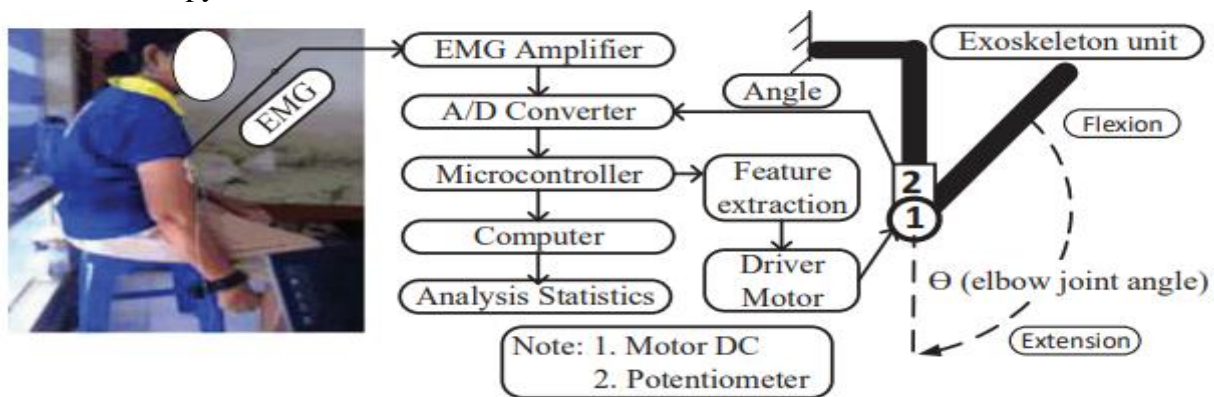 EMG Amplifier
Exoskeleton unit
EMG
Angle
A/D Converter
Flexion
Microcontroller
Feature
extraction
2
1
Computer
Driver
Motor
Θ (elbow joint angle)
Analysis Statistics
Extension
Note: 1. Motor DC
2. Potentiometer